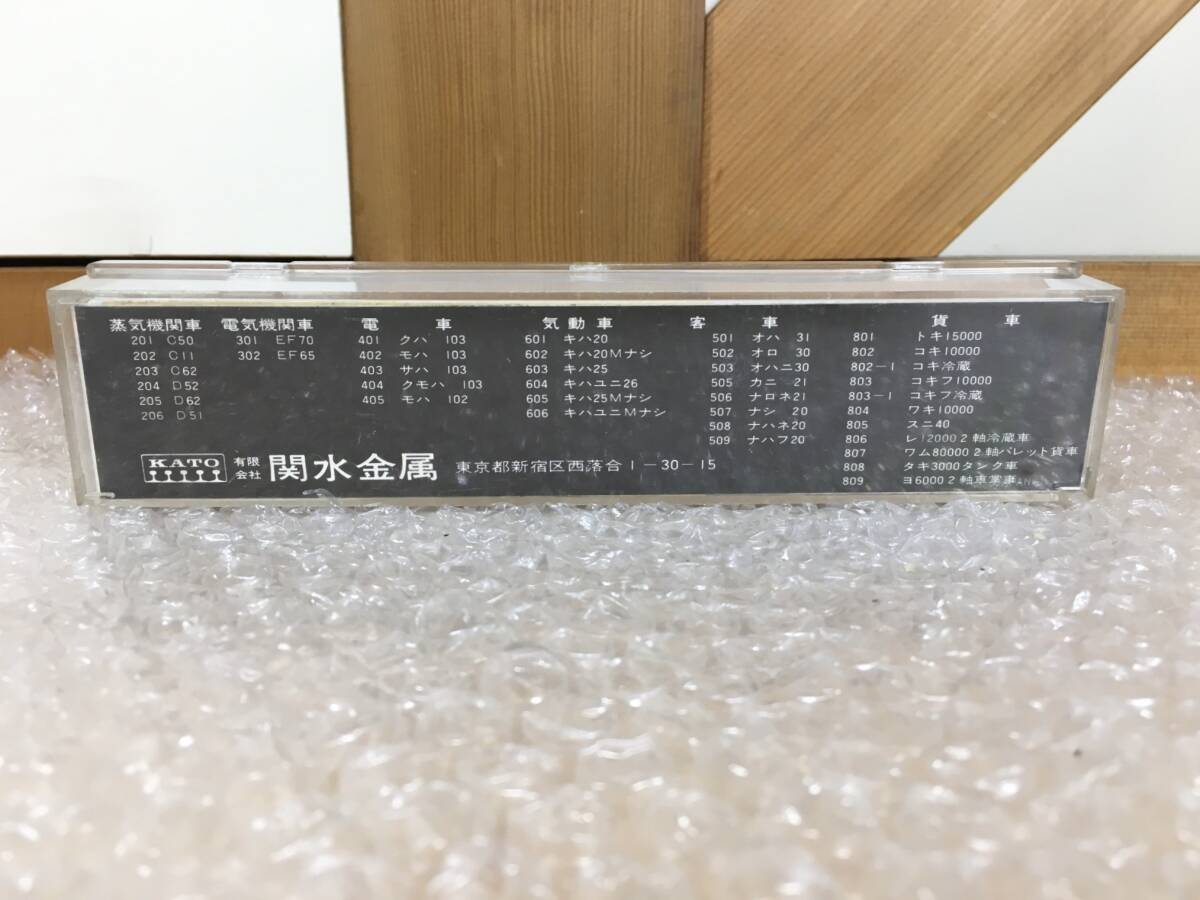 蒸気機関車 電気機関車 電車 気動車 客車 貨車
201 C50 301 EF70 401 クハ 103 601 キハ20 501 オハ 31 801 トキ15000
202 C11 302 EF65 402 モハ 103 602 キハ20Mナシ 502 オロ 30 802 コキ10000
203 C62 403 サハ 103 603 キハ25 503 オハニ30 802-1 コキ冷蔵
204 D52 404 クモハ 103 604 キハユニ26 505 カニ 21 803 コキフ10000
205 D62 405 モハ 102 605 キハ25Mナシ 506 ナロネ21 803-1 コキフ冷蔵
206 D51 606 キハユニMナシ 507 ナシ 20 804 ワキ10000
508 ナハネ20 805 スニ40
509 ナハフ20 806 レ12000 2軸冷蔵車
807 ワム80000 2軸パレット貨車
808 タキ3000タンク車
809 ヨ6000 2軸車掌車
KATO 有限会社 関水金属 東京都新宿区西落合1-30-15